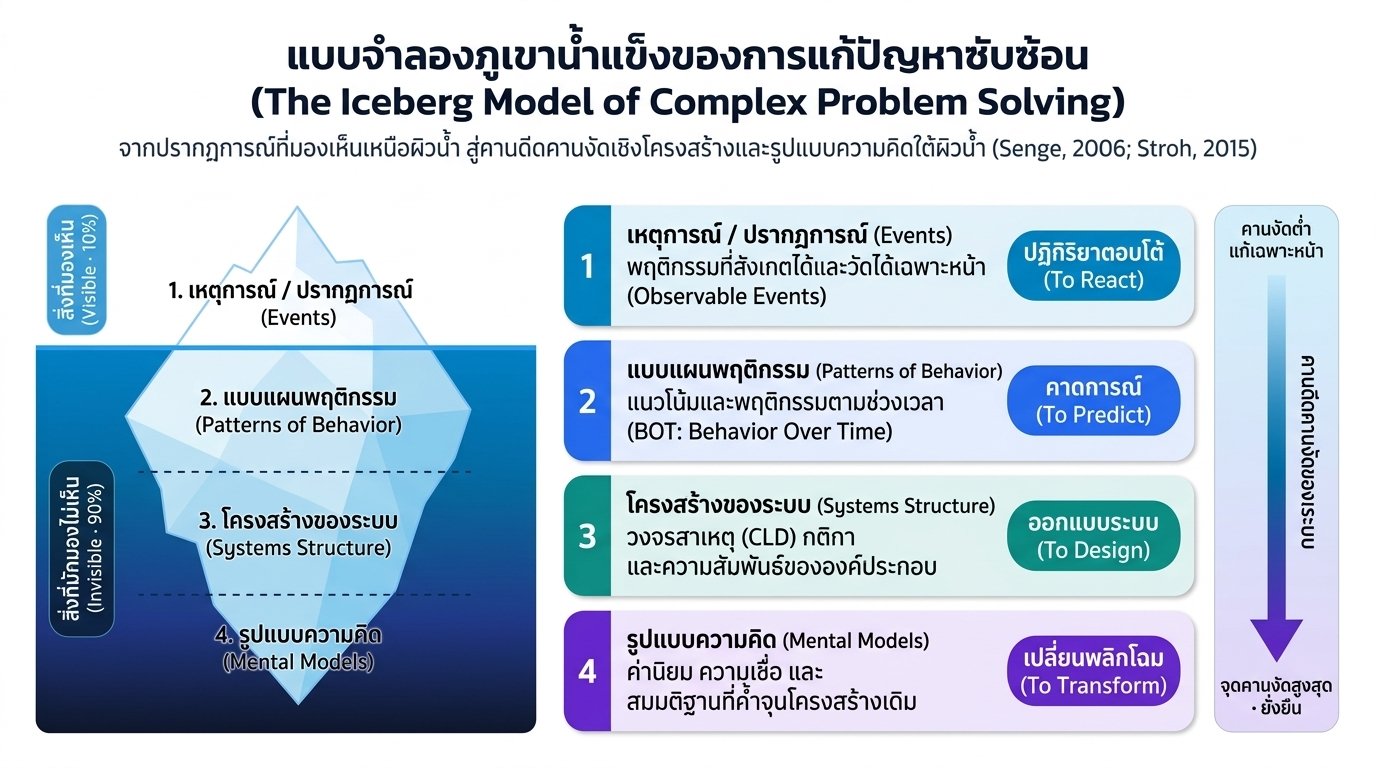 แบบจำลองภูเขาน้ำแข็งของการแก้ปัญหาซับซ้อน
(The Iceberg Model of Complex Problem Solving)
จากปรากฏการณ์ที่มองเห็นเหนือผิวน้ำ สู่คานดีดคานงัดเชิงโครงสร้างและรูปแบบความคิดใต้ผิวน้ำ (Senge, 2006; Stroh, 2015)
สิ่งที่มองเห็น
(Visible · 10%)
1. เหตุการณ์ / ปรากฏการณ์
(Events)
2. แบบแผนพฤติกรรม
(Patterns of Behavior)
สิ่งที่มักมองไม่เห็น
(Invisible · 90%)
3. โครงสร้างของระบบ
(Systems Structure)
4. รูปแบบความคิด
(Mental Models)
1
เหตุการณ์ / ปรากฏการณ์ (Events)
พฤติกรรมที่สังเกตได้และวัดได้เฉพาะหน้า
(Observable Events)
ปฏิกิริยาตอบโต้
(To React)
2
แบบแผนพฤติกรรม (Patterns of Behavior)
แนวโน้มและพฤติกรรมตามช่วงเวลา
(BOT: Behavior Over Time)
คาดการณ์
(To Predict)
3
โครงสร้างของระบบ (Systems Structure)
วงจรสาเหตุ (CLD) กติกา
และความสัมพันธ์ขององค์ประกอบ
ออกแบบระบบ
(To Design)
4
รูปแบบความคิด (Mental Models)
ค่านิยม ความเชื่อ และ
สมมติฐานที่ค้ำจุนโครงสร้างเดิม
เปลี่ยนพลิกโฉม
(To Transform)
คานงัดต่ำ
แก้เฉพาะหน้า
คานดีดคานงัดของระบบ
จุดคานงัดสูงสุด
· ยั่งยืน